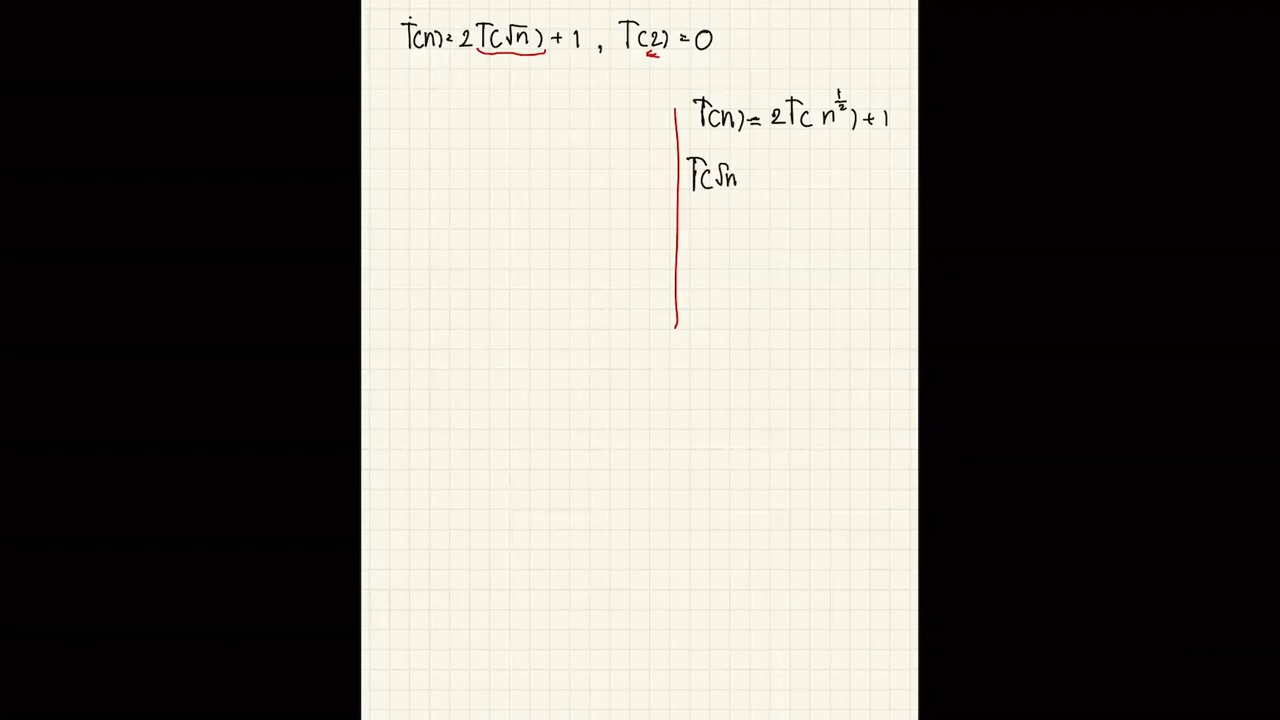 T(n) = 2T(√n) + 1 , T(2) = 0
T(n) = 2T( n^{1/2} ) + 1
T(√n